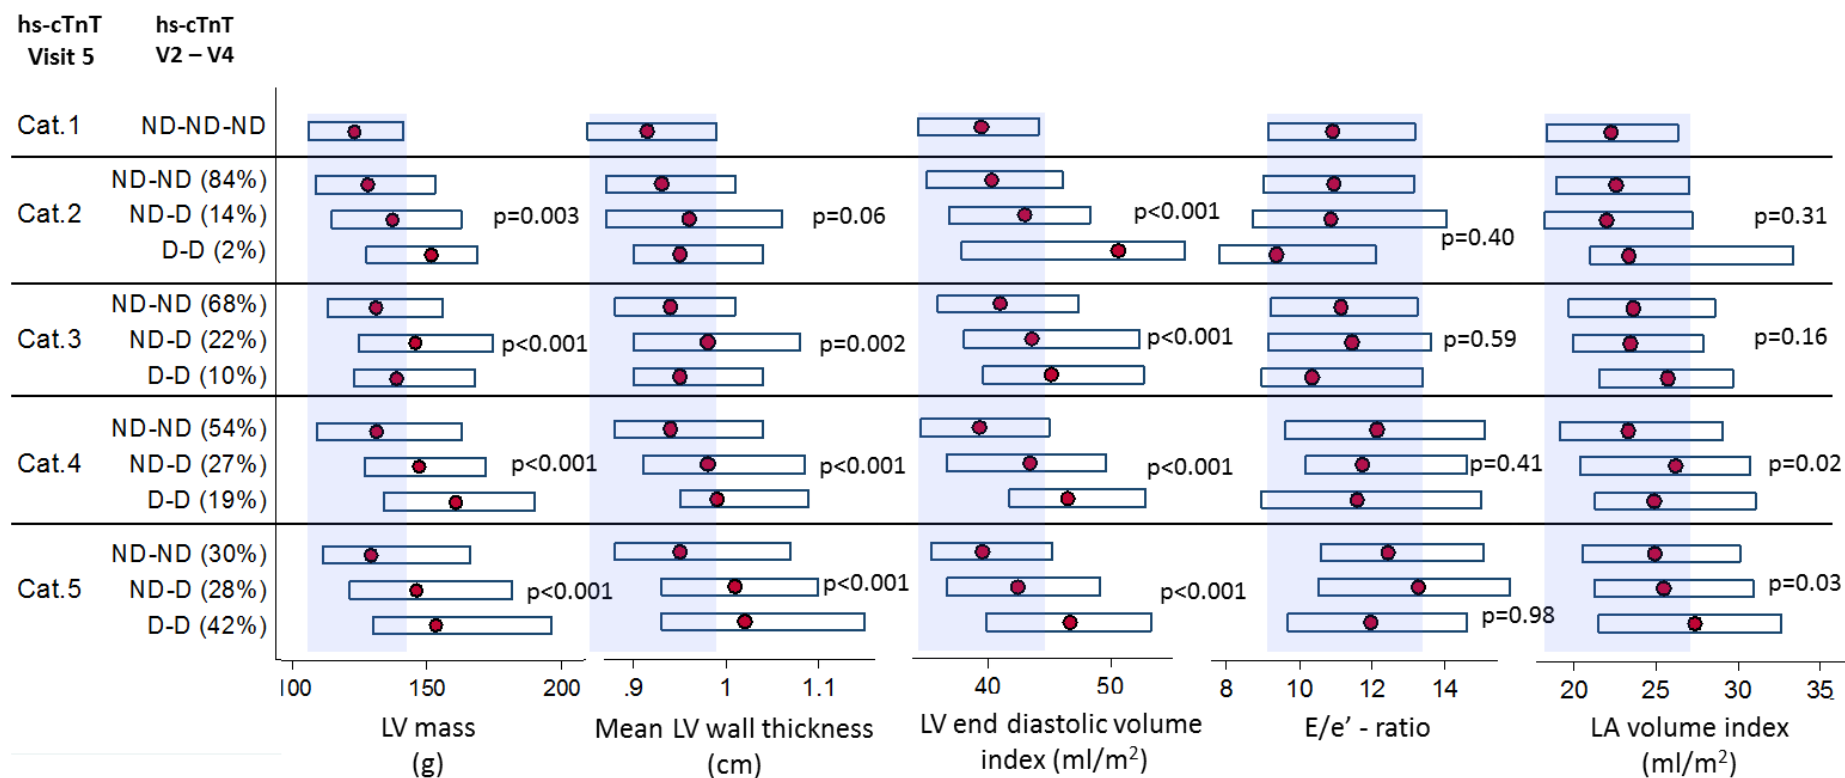 hs-cTnT hs-cTnT
Visit 5 V2 – V4
Cat.1 ND-ND-ND
ND-ND (84%)
Cat.2 ND-D (14%) p=0.003 p=0.06 p<0.001 p=0.40 p=0.31
D-D (2%)
ND-ND (68%)
Cat.3 ND-D (22%) p<0.001 p=0.002 p<0.001 p=0.59 p=0.16
D-D (10%)
ND-ND (54%)
Cat.4 ND-D (27%) p<0.001 p<0.001 p<0.001 p=0.41 p=0.02
D-D (19%)
ND-ND (30%)
Cat.5 ND-D (28%) p<0.001 p<0.001 p<0.001 p=0.98 p=0.03
D-D (42%)
100 150 200 .9 1 1.1 40 50 8 10 12 14 20 25 30 35
LV mass Mean LV wall thickness LV end diastolic volume E/e’ - ratio LA volume index
(g) (cm) index (ml/m²) (ml/m²)